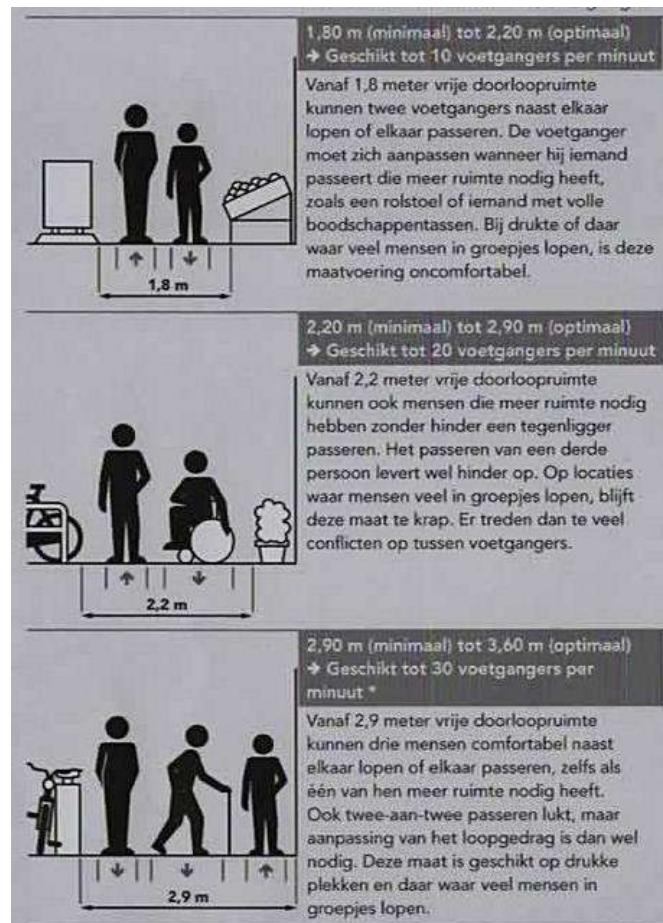 1,80 m (minimaal) tot 2,20 m (optimaal)
→ Geschikt tot 10 voetgangers per minuut
Vanaf 1,8 meter vrije doorloopruimte
kunnen twee voetgangers naast elkaar
lopen of elkaar passeren. De voetganger
moet zich aanpassen wanneer hij iemand
passeert die meer ruimte nodig heeft,
zoals een rolstoel of iemand met volle
boodschappentassen. Bij drukte of daar
waar veel mensen in groepjes lopen, is deze
maatvoering oncomfortabel.
1,8 m
2,20 m (minimaal) tot 2,90 m (optimaal)
→ Geschikt tot 20 voetgangers per minuut
Vanaf 2,2 meter vrije doorloopruimte
kunnen ook mensen die meer ruimte nodig
hebben zonder hinder een tegenligger
passeren. Het passeren van een derde
persoon levert wel hinder op. Op locaties
waar mensen veel in groepjes lopen, blijft
deze maat te krap. Er treden dan te veel
conflicten op tussen voetgangers.
2,2 m
2,90 m (minimaal) tot 3,60 m (optimaal)
→ Geschikt tot 30 voetgangers per
minuut *
Vanaf 2,9 meter vrije doorloopruimte
kunnen drie mensen comfortabel naast
elkaar lopen of elkaar passeren, zelfs als
één van hen meer ruimte nodig heeft.
Ook twee-aan-twee passeren lukt, maar
aanpassing van het loopgedrag is dan wel
nodig. Deze maat is geschikt op drukke
plekken en daar waar veel mensen in
groepjes lopen.
2,9 m